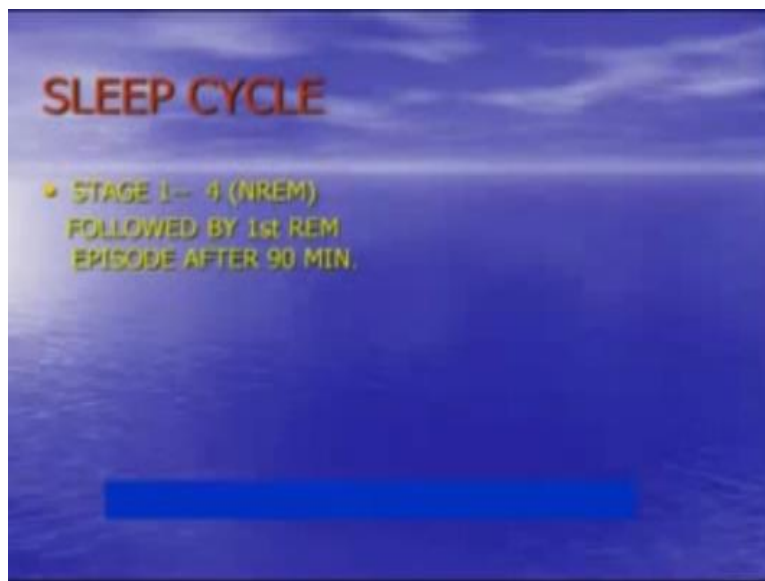 SLEEP CYCLE
• STAGE 1– 4 (NREM)
FOLLOWED BY 1st REM
EPISODE AFTER 90 MIN.